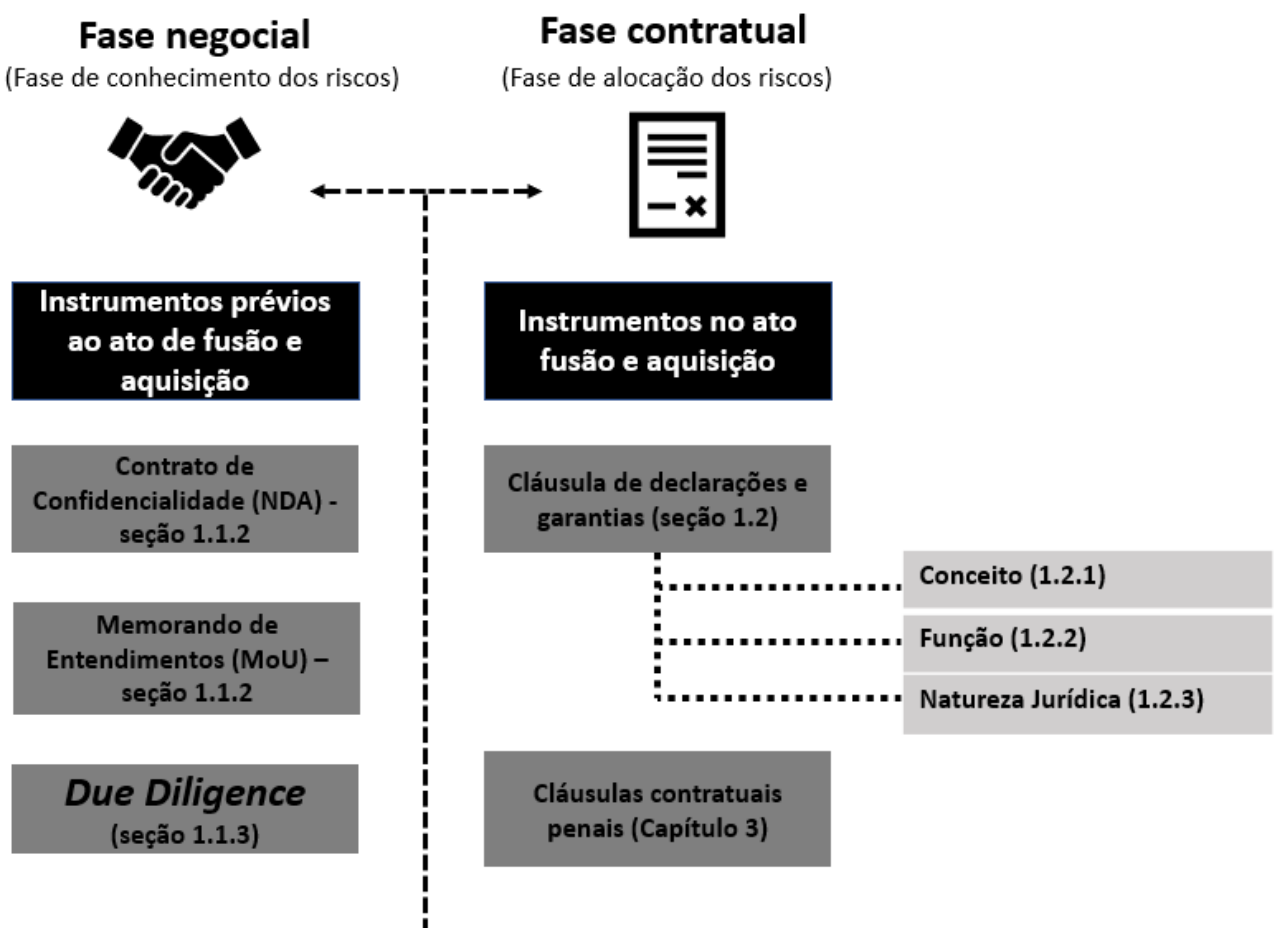 Fase negocial
(Fase de conhecimento dos riscos)
Instrumentos prévios
ao ato de fusão e
aquisição
Contrato de
Confidencialidade (NDA) -
seção 1.1.2
Memorando de
Entendimentos (MoU) –
seção 1.1.2
Due Diligence
(seção 1.1.3)
Fase contratual
(Fase de alocação dos riscos)
Instrumentos no ato
fusão e aquisição
Cláusula de declarações e
garantias (seção 1.2)
Conceito (1.2.1)
Função (1.2.2)
Natureza Jurídica (1.2.3)
Cláusulas contratuais
penais (Capítulo 3)